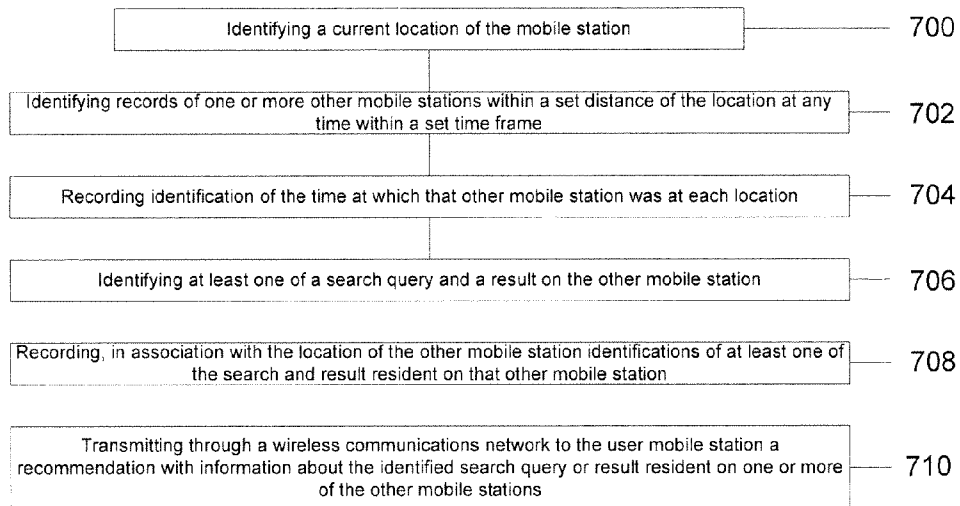 Identifying a current location of the mobile station
700
Identifying records of one or more other mobile stations within a set distance of the location at any
time within a set time frame
702
Recording identification of the time at which that other mobile station was at each location
704
Identifying at least one of a search query and a result on the other mobile station
706
Recording, in association with the location of the other mobile station identifications of at least one of
the search and result resident on that other mobile station
708
Transmitting through a wireless communications network to the user mobile station a
recommendation with information about the identified search query or result resident on one or more
of the other mobile stations
710